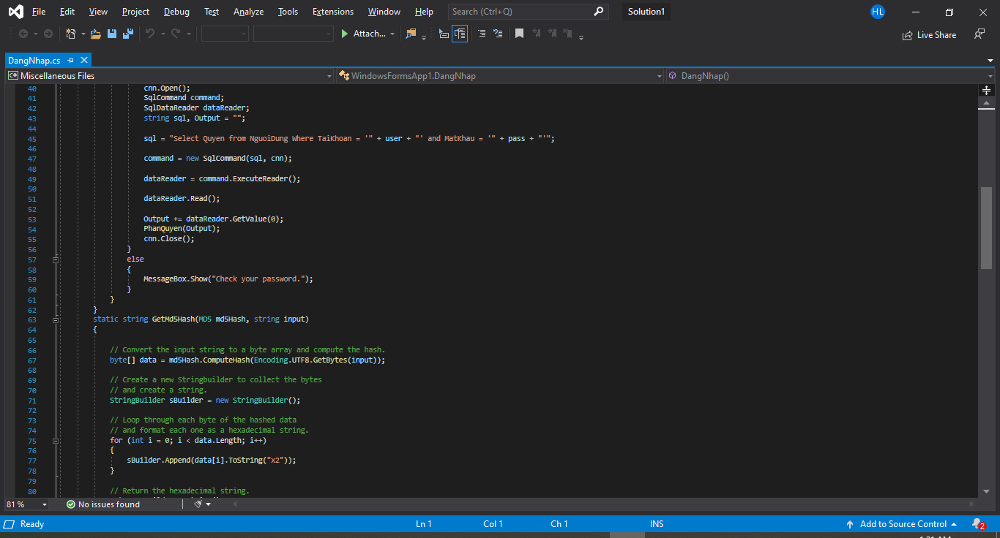 File Edit View Project Debug Test Analyze Tools Extensions Window Help Search (Ctrl+Q) Solution1 HL
Attach... Live Share
DangNhap.cs
C# Miscellaneous Files WindowsFormsApp1.DangNhap DangNhap()
40 cnn.Open();
41 SqlCommand command;
42 SqlDataReader dataReader;
43 string sql, Output = "";
44
45 sql = "Select Quyen from NguoiDung Where TaiKhoan = '" + user + "' and MatKhau = '" + pass + "'";
46
47 command = new SqlCommand(sql, cnn);
48
49 dataReader = command.ExecuteReader();
50
51 dataReader.Read();
52
53 Output += dataReader.GetValue(0);
54 PhanQuyen(Output);
55 cnn.Close();
56 }
57 else
58 {
59 MessageBox.Show("Check your password.");
60 }
61 }
62 }
63 static string GetMd5Hash(MD5 md5Hash, string input)
64 {
65
66 // Convert the input string to a byte array and compute the hash.
67 byte[] data = md5Hash.ComputeHash(Encoding.UTF8.GetBytes(input));
68
69 // Create a new Stringbuilder to collect the bytes
70 // and create a string.
71 StringBuilder sBuilder = new StringBuilder();
72
73 // Loop through each byte of the hashed data
74 // and format each one as a hexadecimal string.
75 for (int i = 0; i < data.Length; i++)
76 {
77 sBuilder.Append(data[i].ToString("x2"));
78 }
79
80 // Return the hexadecimal string.
81 % No issues found
Ready Ln 1 Col 1 Ch 1 INS Add to Source Control 2